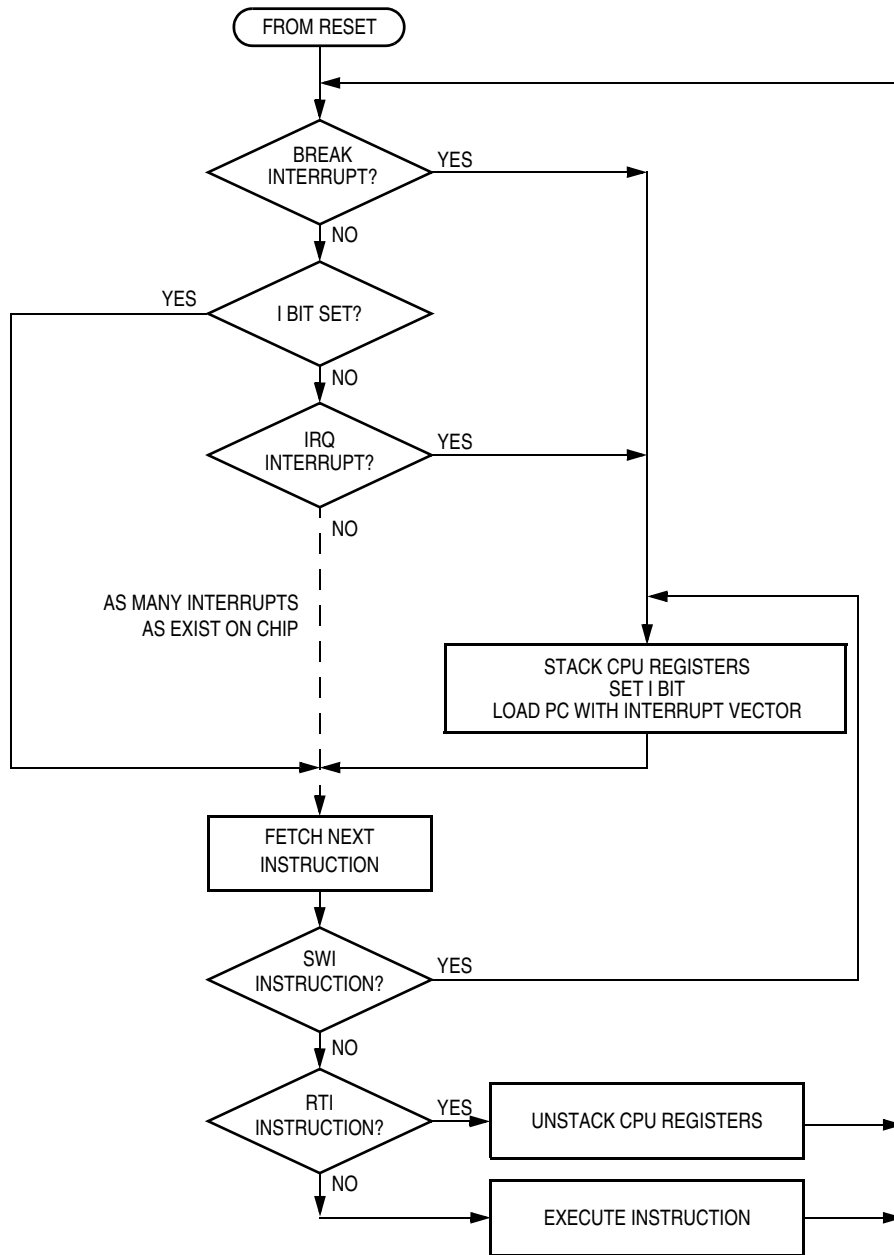 FROM RESET
BREAK
INTERRUPT?
YES
NO
YES
I BIT SET?
NO
IRQ
INTERRUPT?
YES
NO
AS MANY INTERRUPTS
AS EXIST ON CHIP
STACK CPU REGISTERS
SET I BIT
LOAD PC WITH INTERRUPT VECTOR
FETCH NEXT
INSTRUCTION
SWI
INSTRUCTION?
YES
NO
RTI
INSTRUCTION?
YES
UNSTACK CPU REGISTERS
NO
EXECUTE INSTRUCTION